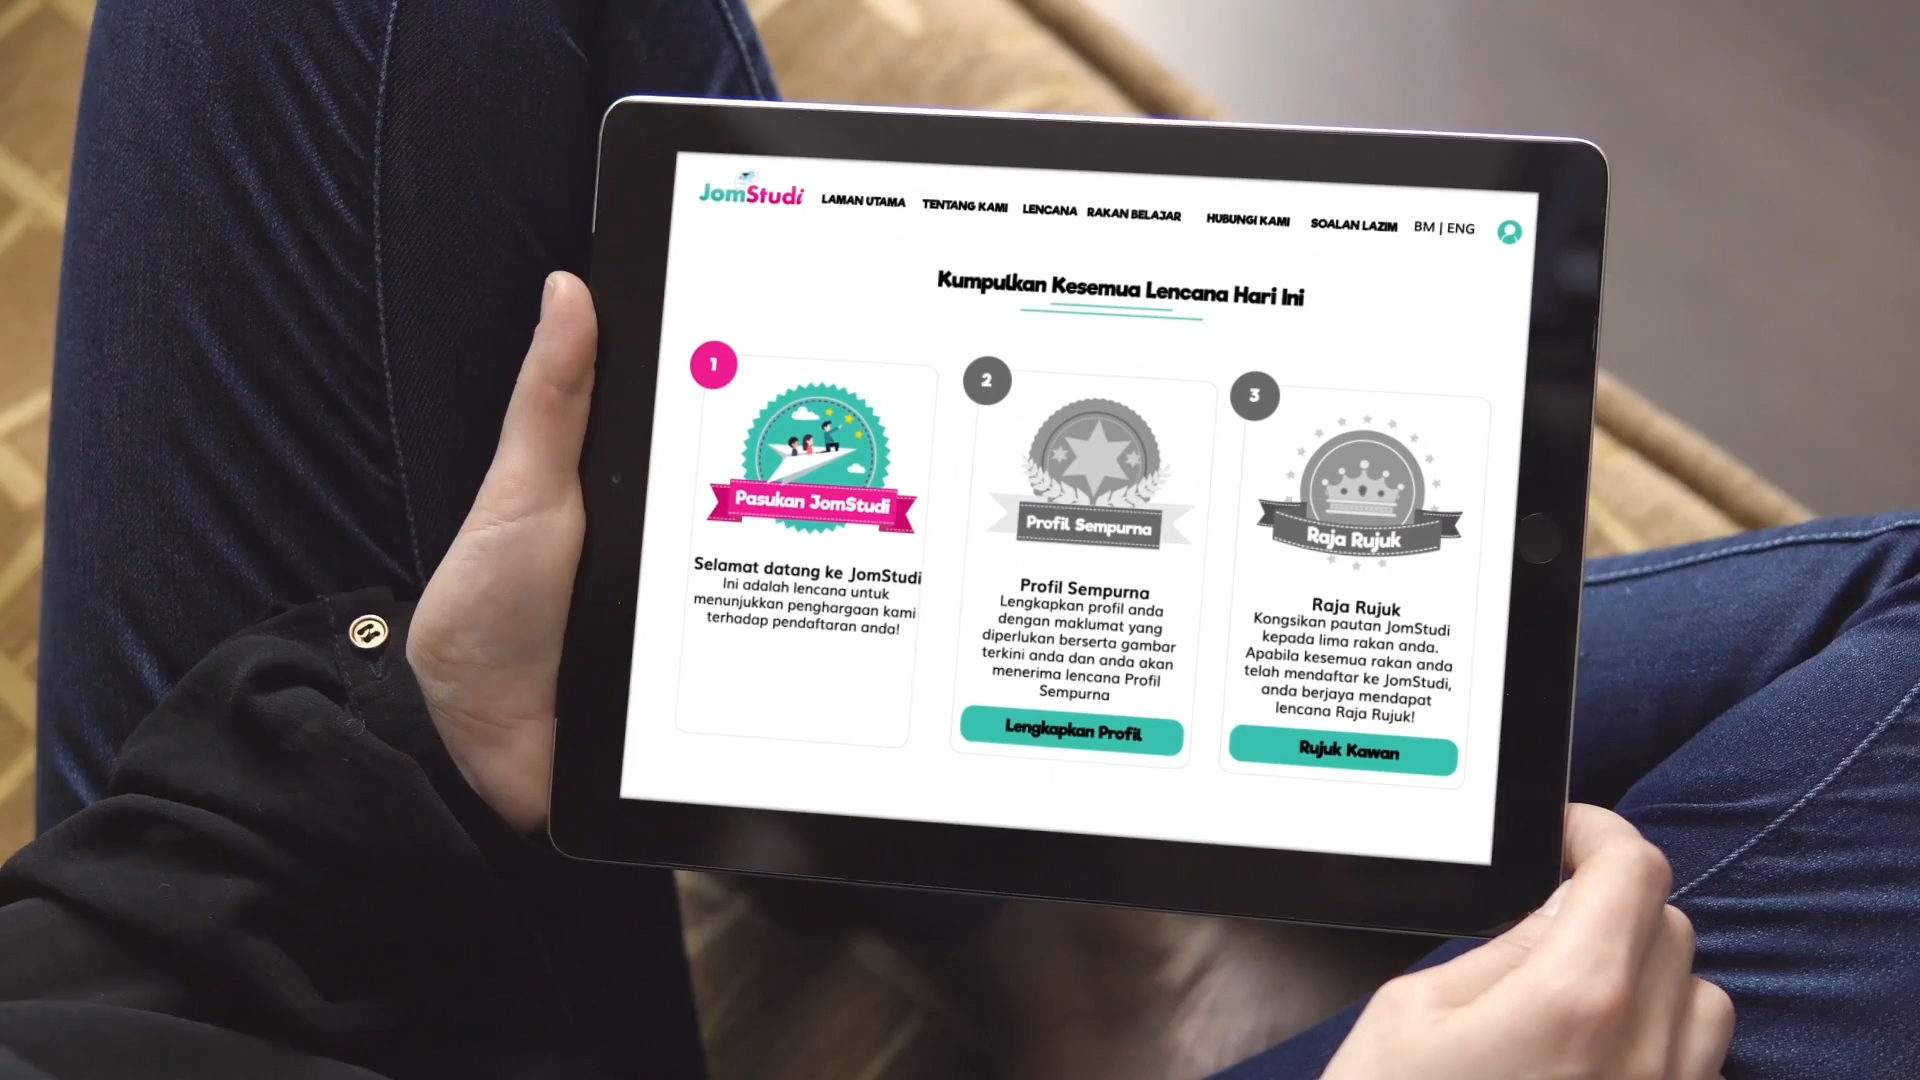 JomStudi
LAMAN UTAMA
TENTANG KAMI
LENCANA
RAKAN BELAJAR
HUBUNGI KAMI
SOALAN LAZIM
BM | ENG
Kumpulkan Kesemua Lencana Hari Ini
1
Pasukan JomStudi
Selamat datang ke JomStudi
Ini adalah lencana untuk
menunjukkan penghargaan kami
terhadap pendaftaran anda!
2
Profil Sempurna
Profil Sempurna
Lengkapkan profil anda
dengan maklumat yang
diperlukan berserta gambar
terkini anda dan anda akan
menerima lencana Profil
Sempurna
Lengkapkan Profil
3
Raja Rujuk
Raja Rujuk
Kongsikan pautan JomStudi
kepada lima rakan anda.
Apabila kesemua rakan anda
telah mendaftar ke JomStudi,
anda berjaya mendapat
lencana Raja Rujuk!
Rujuk Kawan